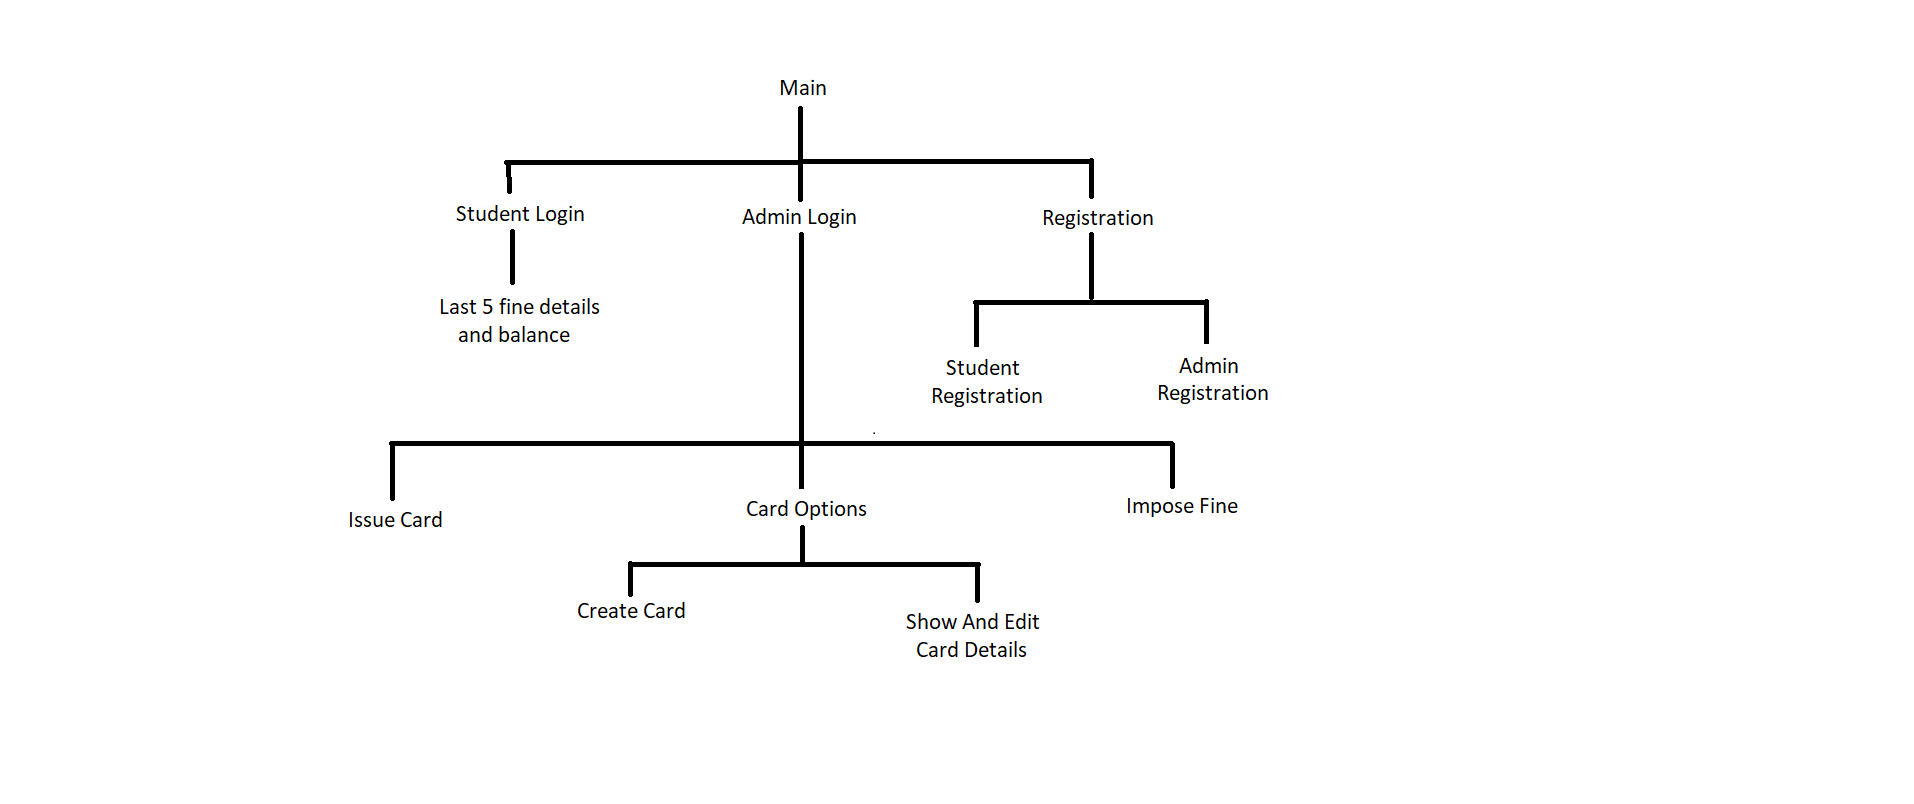 Main
Student Login
Admin Login
Registration
Last 5 fine details
and balance
Student
Registration
Admin
Registration
Issue Card
Card Options
Impose Fine
Create Card
Show And Edit
Card Details